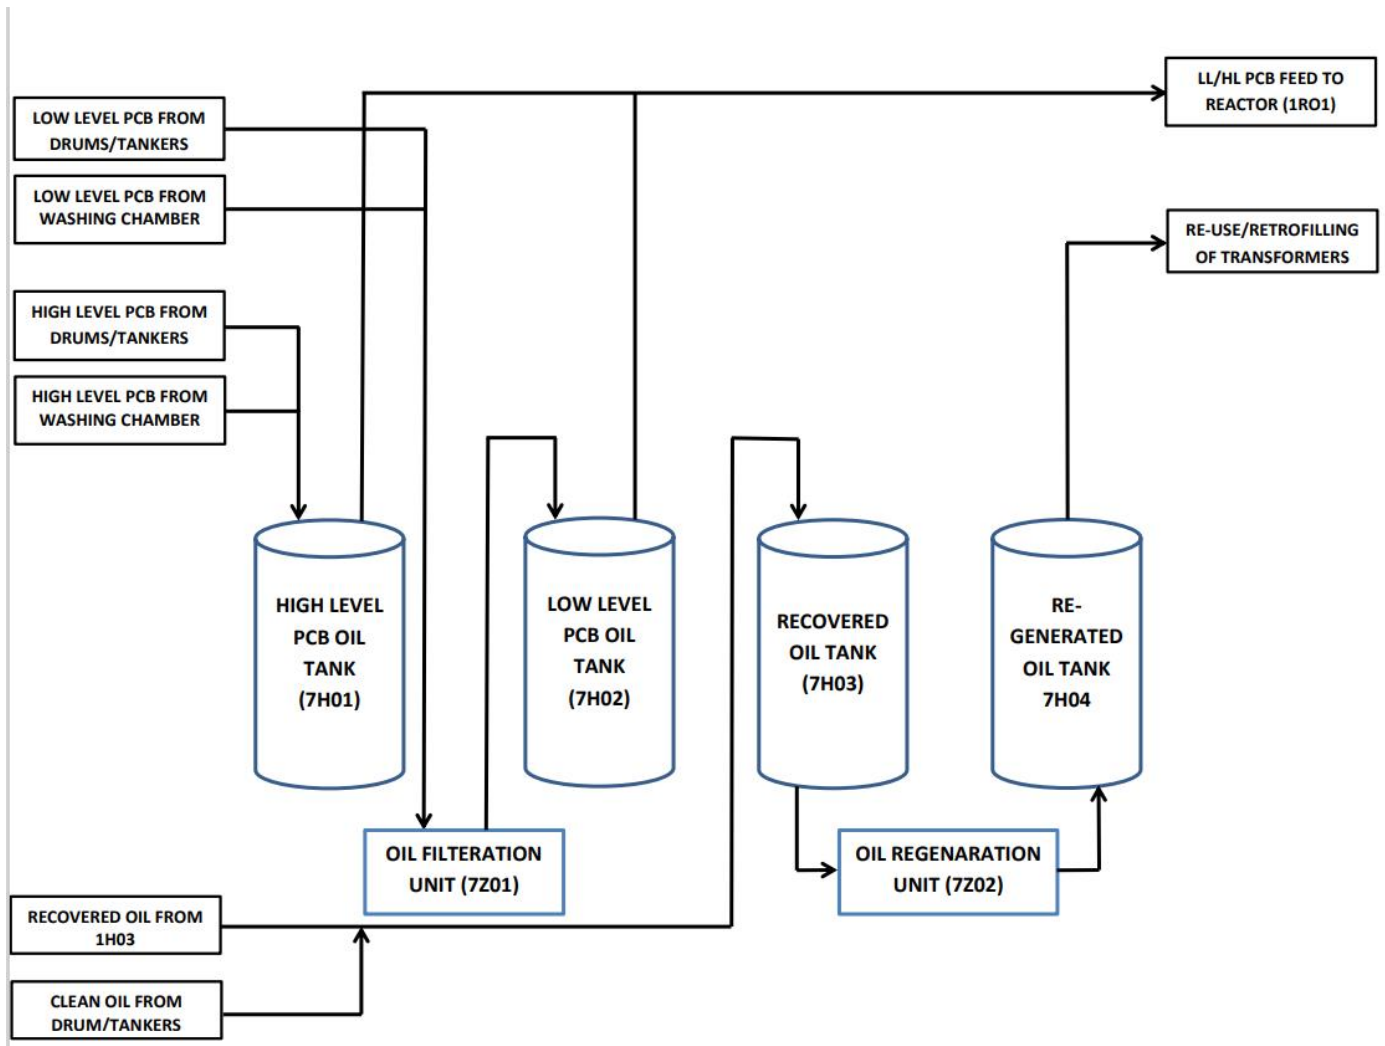 LL/HL PCB FEED TO
REACTOR (1RO1)
LOW LEVEL PCB FROM
DRUMS/TANKERS
LOW LEVEL PCB FROM
WASHING CHAMBER
RE-USE/RETROFILLING
OF TRANSFORMERS
HIGH LEVEL PCB FROM
DRUMS/TANKERS
HIGH LEVEL PCB FROM
WASHING CHAMBER
HIGH LEVEL
PCB OIL
TANK
(7H01)
LOW LEVEL
PCB OIL
TANK
(7H02)
RECOVERED
OIL TANK
(7H03)
RE-
GENERATED
OIL TANK
7H04
OIL FILTERATION
UNIT (7Z01)
OIL REGENARATION
UNIT (7Z02)
RECOVERED OIL FROM
1H03
CLEAN OIL FROM
DRUM/TANKERS